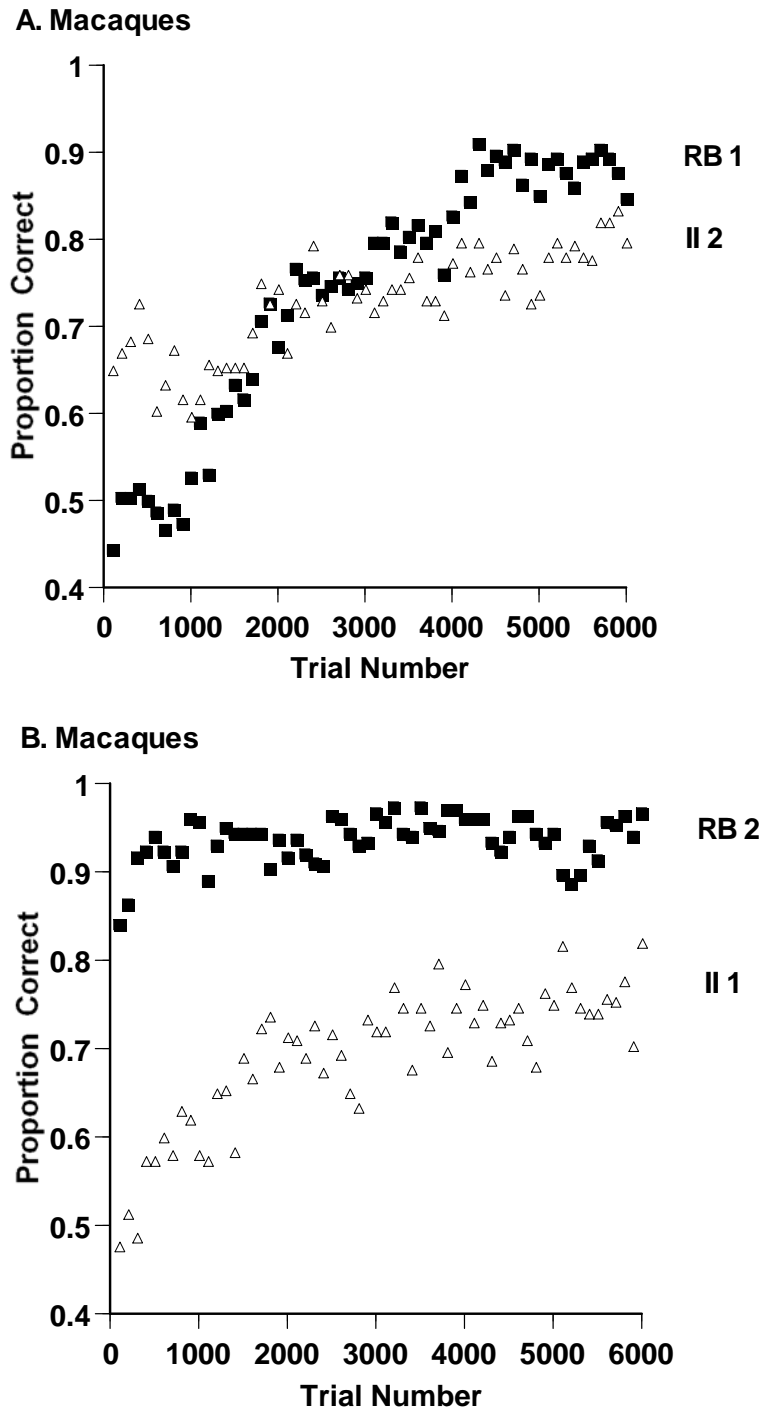 A. Macaques
1
0.9
0.8
0.7
0.6
0.5
0.4
Proportion Correct
0 1000 2000 3000 4000 5000 6000
Trial Number
RB 1
II 2
B. Macaques
1
0.9
0.8
0.7
0.6
0.5
0.4
Proportion Correct
0 1000 2000 3000 4000 5000 6000
Trial Number
RB 2
II 1